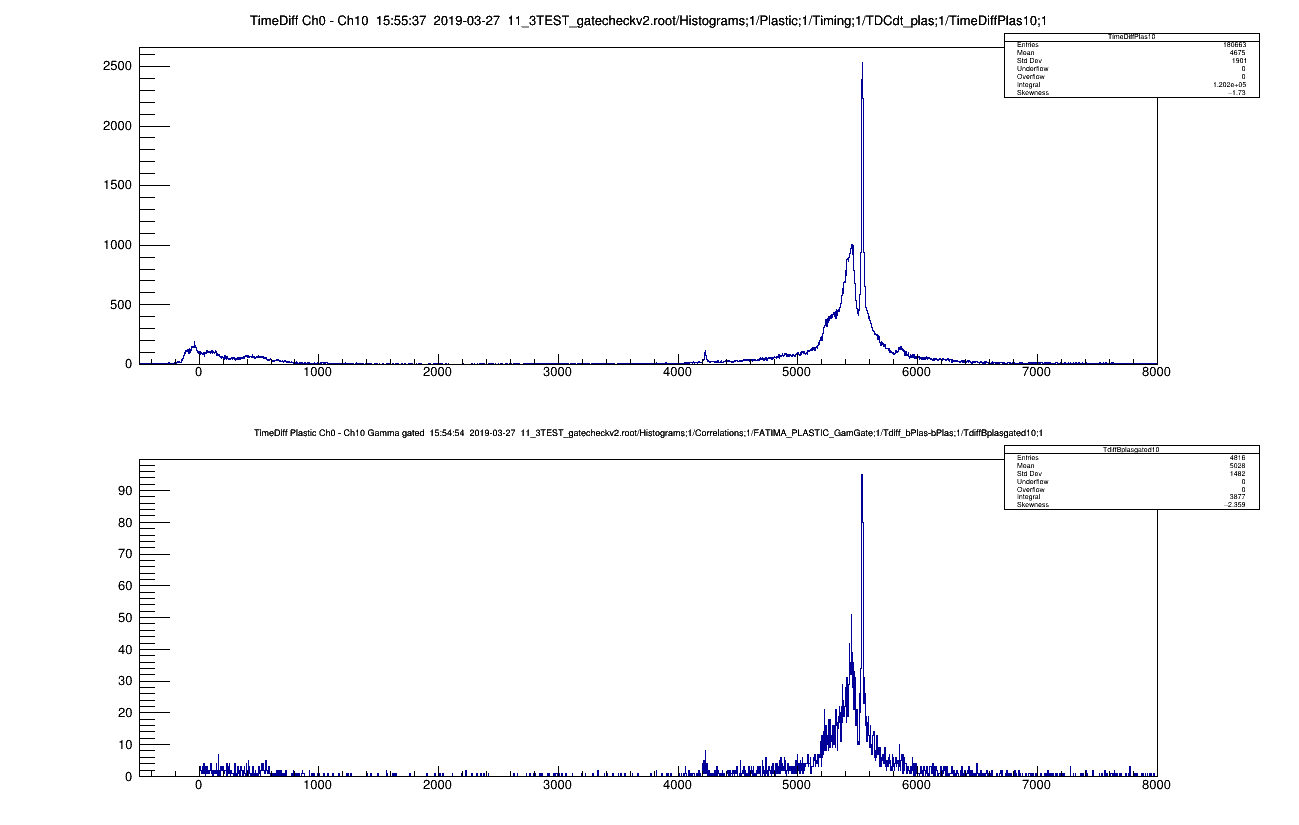 TimeDiff Ch0 - Ch10 15:55:37 2019-03-27 11_3TEST_gatecheckv2.root/Histograms;1/Plastic;1/Timing;1/TDCdt_plas;1/TimeDiffPlas10;1
TimeDiffPlas10
Entries 180663
Mean 4675
Std Dev 1901
Underflow 0
Overflow 0
Integral 1.202e+05
Skewness −1.73
2500
2000
1500
1000
500
0
0 1000 2000 3000 4000 5000 6000 7000 8000
TimeDiff Plastic Ch0 - Ch10 Gamma gated 15:54:54 2019-03-27 11_3TEST_gatecheckv2.root/Histograms;1/Correlations;1/FATIMA_PLASTIC_GamGate;1/Tdiff_bPlas-bPlas;1/TdiffBplasgated10;1
TdiffBplasgated10
Entries 4816
Mean 5028
Std Dev 1482
Underflow 0
Overflow 0
Integral 3877
Skewness −2.359
90
80
70
60
50
40
30
20
10
0
0 1000 2000 3000 4000 5000 6000 7000 8000